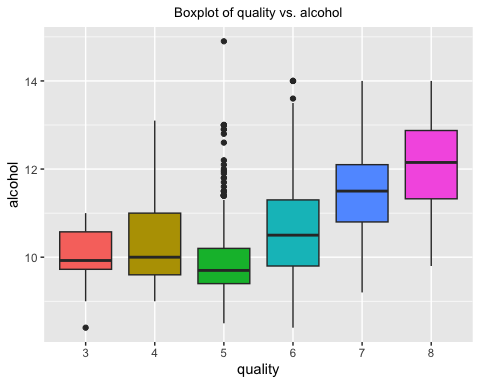 Boxplot of quality vs. alcohol
alcohol
14
12
10
3 4 5 6 7 8
quality